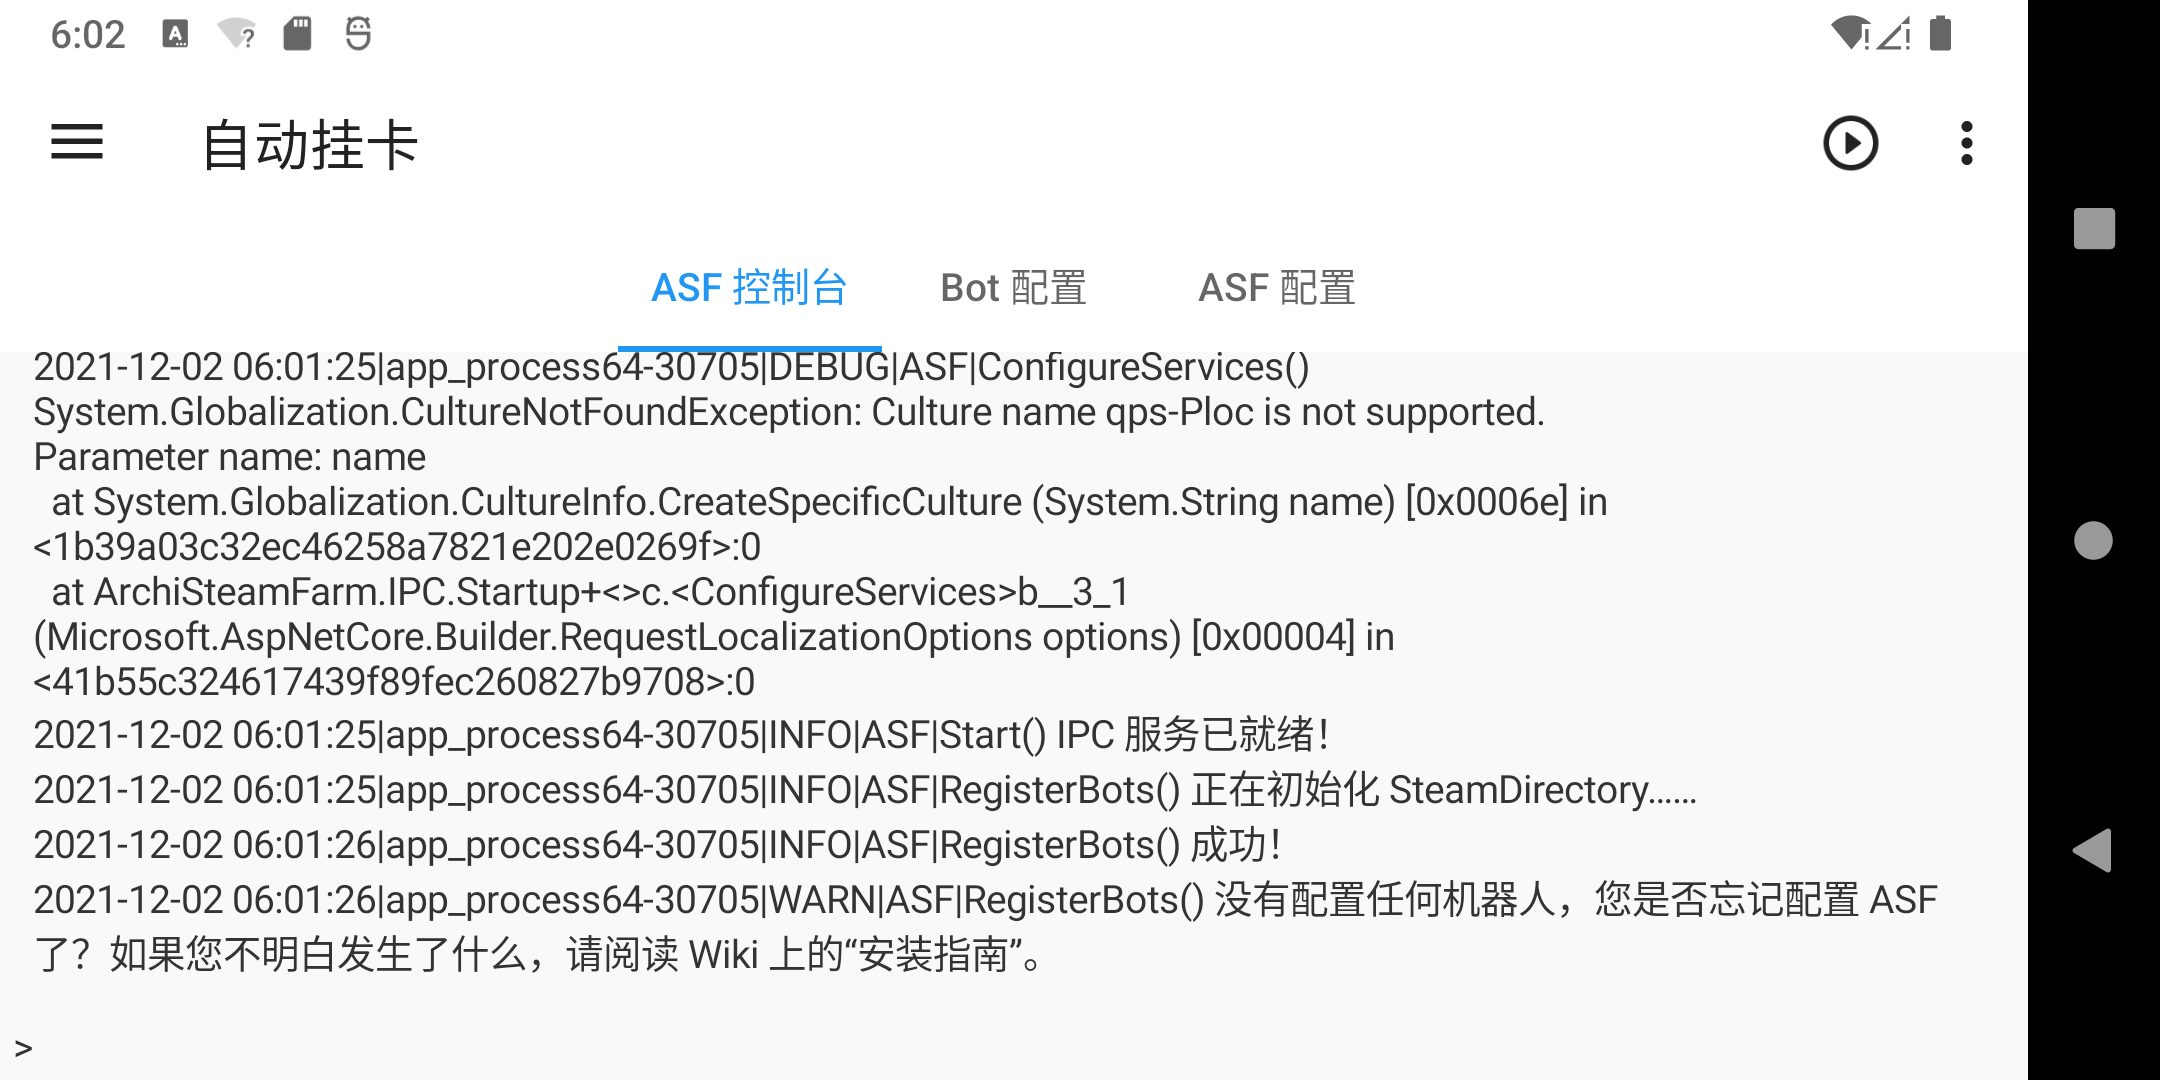 6:02
自动挂卡
ASF 控制台 Bot 配置 ASF 配置
2021-12-02 06:01:25|app_process64-30705|DEBUG|ASF|ConfigureServices()
System.Globalization.CultureNotFoundException: Culture name qps-Ploc is not supported.
Parameter name: name
at System.Globalization.CultureInfo.CreateSpecificCulture (System.String name) [0x0006e] in
<1b39a03c32ec46258a7821e202e0269f>:0
at ArchiSteamFarm.IPC.Startup+<>c.<ConfigureServices>b__3_1
(Microsoft.AspNetCore.Builder.RequestLocalizationOptions options) [0x00004] in
<41b55c324617439f89fec260827b9708>:0
2021-12-02 06:01:25|app_process64-30705|INFO|ASF|Start() IPC 服务已就绪！
2021-12-02 06:01:25|app_process64-30705|INFO|ASF|RegisterBots() 正在初始化 SteamDirectory……
2021-12-02 06:01:26|app_process64-30705|INFO|ASF|RegisterBots() 成功！
2021-12-02 06:01:26|app_process64-30705|WARN|ASF|RegisterBots() 没有配置任何机器人，您是否忘记配置 ASF
了？如果您不明白发生了什么，请阅读 Wiki 上的“安装指南”。
>